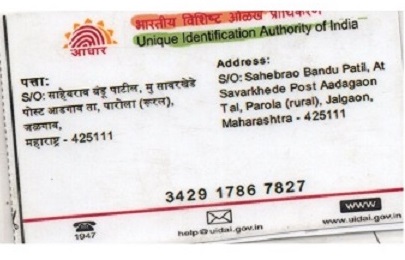 भारतीय विशिष्ट ओळख प्राधिकरण
Unique Identification Authority of India
आधार
पत्ता:
S/O: साहेबराव बंडू पाटील, मु सावरखेडे
पोस्ट आडगाव ता, पारोला (रूरल),
जळगाव,
महाराष्ट्र - 425111
Address:
S/O: Sahebrao Bandu Patil, At
Savarkhede Post Aadagaon
Tal, Parola (rural), Jalgaon,
Maharashtra - 425111
3429 1786 7827
1947
help@uidai.gov.in
www
www.uidai.gov.in